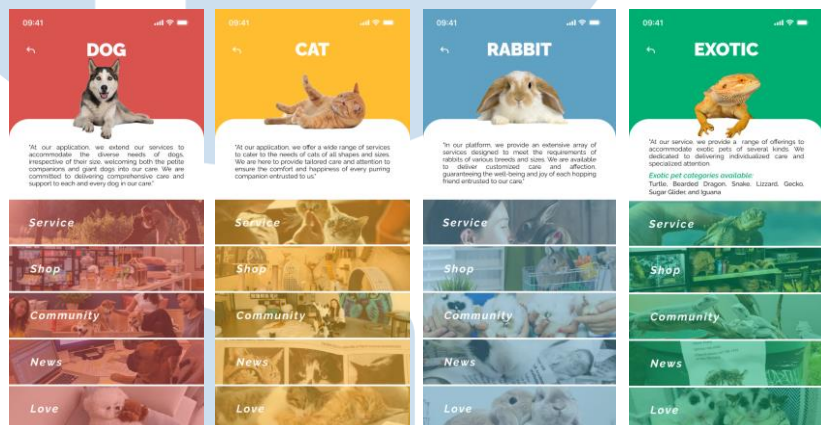 09:41
DOG
"At our application, we extend our services to
accommodate the diverse needs of dogs,
irrespective of their size, welcoming both the petite
companions and giant dogs into our care. We are
committed to delivering comprehensive care and
support to each and every dog in our care."
Service
Shop
Community
News
Love
09:41
CAT
"At our application, we offer a wide range of services
to cater to the needs of cats of all shapes and sizes.
We are here to provide tailored care and attention to
ensure the comfort and happiness of every purring
companion entrusted to us."
Service
Shop
Community
News
Love
09:41
RABBIT
"In our platform, we provide an extensive array of
services designed to meet the requirements of
rabbits of various breeds and sizes. We are available
to deliver customized care and affection,
guaranteeing the well-being and joy of each hopping
friend entrusted to our care."
Service
Shop
Community
News
Love
09:41
EXOTIC
"At our service, we provide a range of offerings to
accommodate exotic pets of several kinds. We
dedicated to delivering individualized care and
specialized attention.
Exotic pet categories available
Turtle, Bearded Dragon, Snake, Lizzard, Gecko,
Sugar Glider, and Iguana
Service
Shop
Community
News
Love